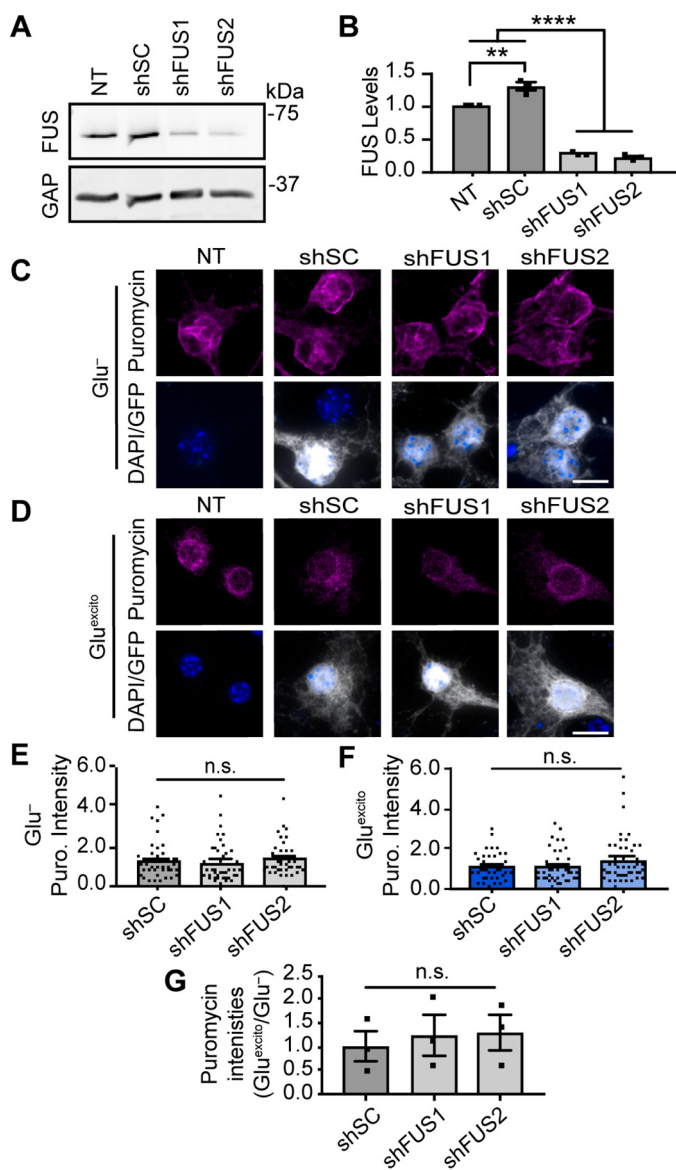 A
NT
shSC
shFUS1
shFUS2
kDa
-75
FUS
-37
GAP
B
****
**
FUS Levels
1.5
1.0
0.5
0.0
NT
shSC
shFUS1
shFUS2
C
NT
shSC
shFUS1
shFUS2
Glu⁻
Puromycin
DAPI/GFP
D
NT
shSC
shFUS1
shFUS2
Gluᵉˣᶜⁱᵗᵒ
Puromycin
DAPI/GFP
E
n.s.
Glu⁻
Puro. Intensity
6.0
4.0
2.0
0.0
shSC
shFUS1
shFUS2
F
n.s.
Gluᵉˣᶜⁱᵗᵒ
Puro. Intensity
6.0
4.0
2.0
0.0
shSC
shFUS1
shFUS2
G
n.s.
Puromycin
intenisties
(Gluᵉˣᶜⁱᵗᵒ/Glu⁻)
2.5
2.0
1.5
1.0
0.5
0.0
shSC
shFUS1
shFUS2